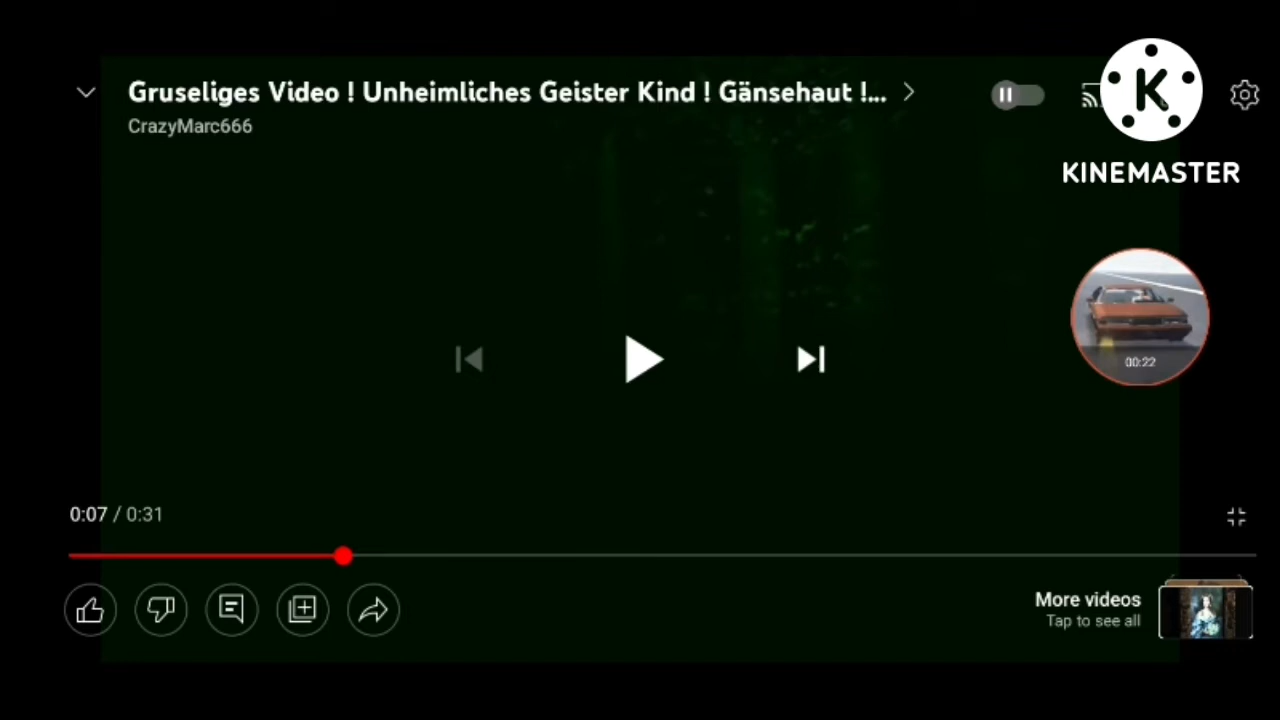 Gruseliges Video ! Unheimliches Geister Kind ! Gänsehaut !...
CrazyMarc666
K
KINEMASTER
00:22
0:07 / 0:31
More videos
Tap to see all